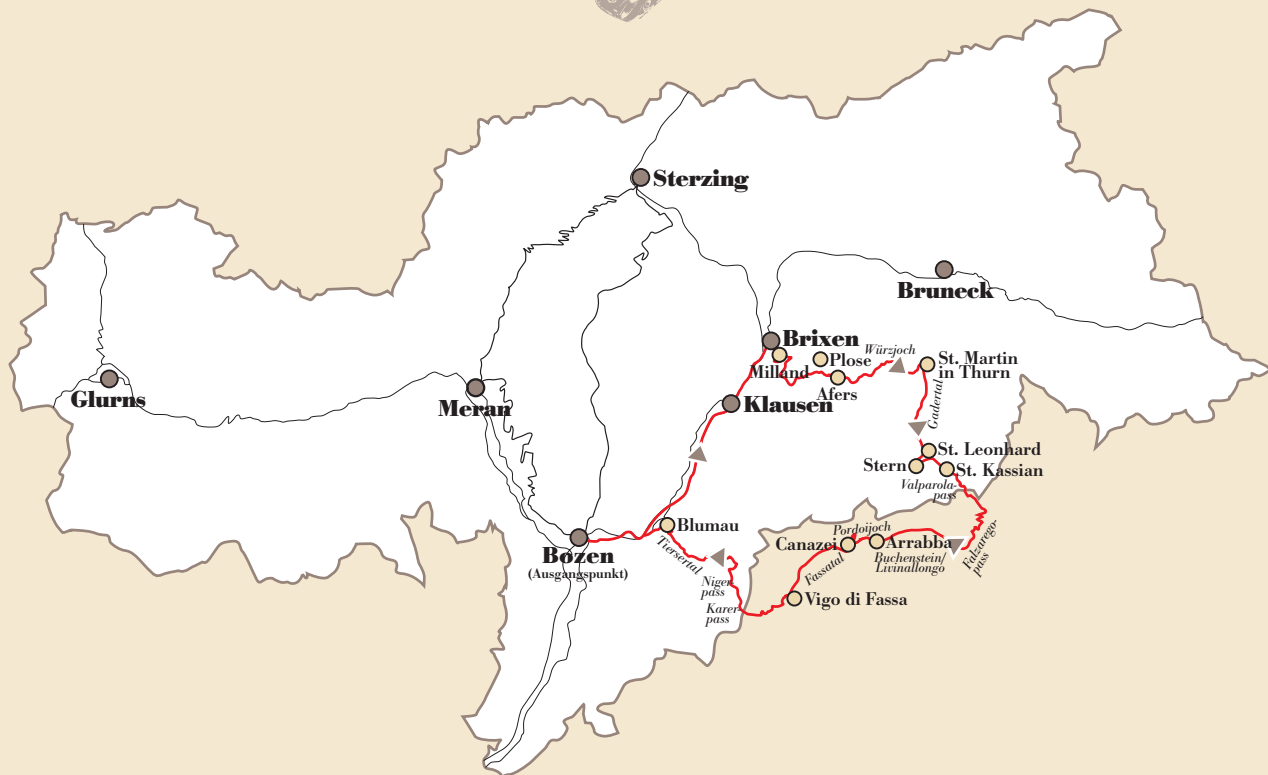 Sterzing
Bruneck
Brixen
Milland
Plose
Würzjoch
St. Martin
in Thurn
Afers
Glurns
Meran
Klausen
Gadertal
St. Leonhard
Stern
St. Kassian
Valparola-
pass
Blumau
Bozen
(Ausgangspunkt)
Tiersertal
Niger
pass
Karer-
pass
Canazei
Pordoijoch
Arrabba
Buchenstein/
Livinallongo
Falzarego-
pass
Fassatal
Vigo di Fassa